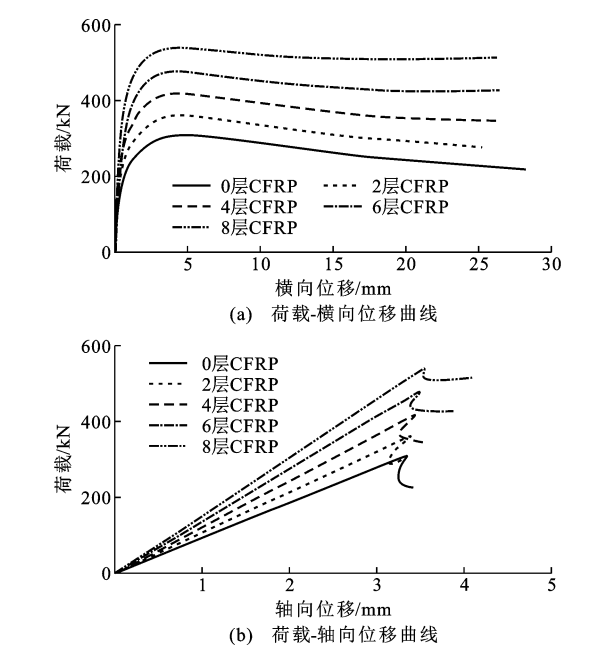 600
400
200
0
荷载/kN
0层CFRP 2层CFRP
4层CFRP 6层CFRP
8层CFRP
5 10 15 20 25 30
横向位移/mm
(a) 荷载-横向位移曲线
600
400
200
0
荷载/kN
0层CFRP
2层CFRP
4层CFRP
6层CFRP
8层CFRP
1 2 3 4 5
轴向位移/mm
(b) 荷载-轴向位移曲线